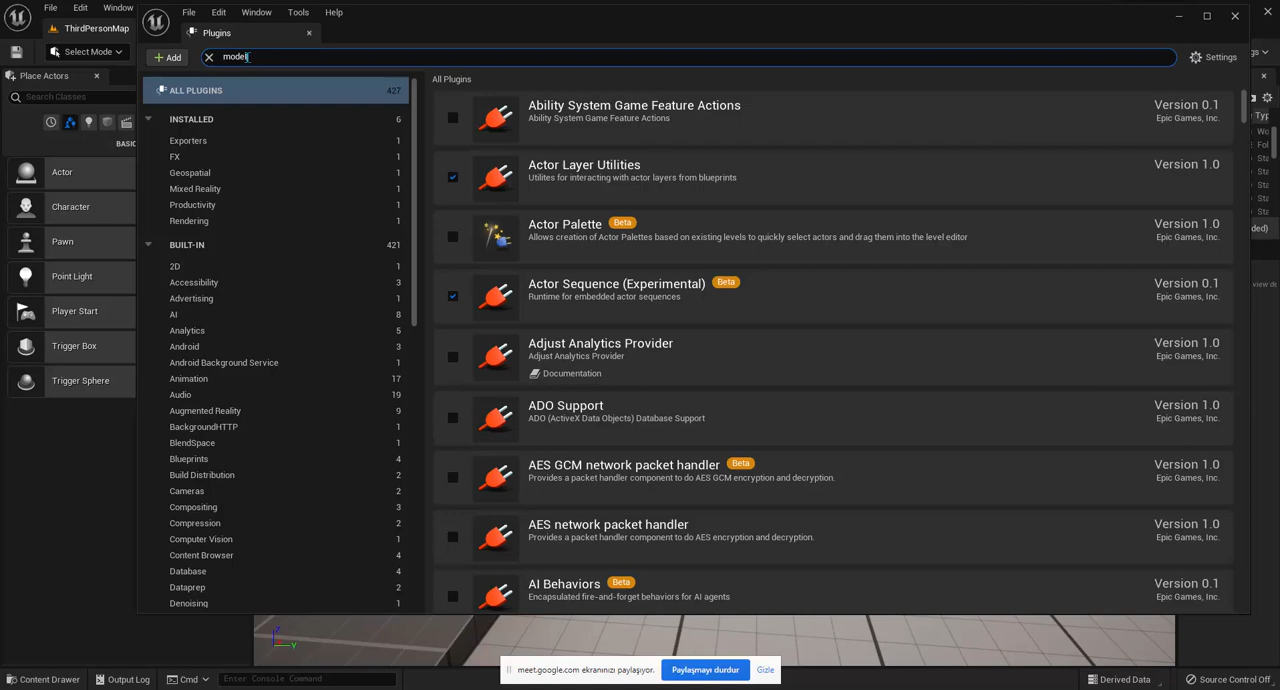 File Edit Window
File Edit Window Tools Help
ThirdPersonMap
Plugins
Select Mode
Add
model
Settings
Place Actors
Search Classes
BASIC
Actor
Character
Pawn
Point Light
Player Start
Trigger Box
Trigger Sphere
ALL PLUGINS 427
INSTALLED 6
Exporters 1
FX 1
Geospatial 1
Mixed Reality 1
Productivity 1
Rendering 1
BUILT-IN 421
2D 1
Accessibility 3
Advertising 1
AI 8
Analytics 5
Android 3
Android Background Service 1
Animation 17
Audio 19
Augmented Reality 9
BackgroundHTTP 1
BlendSpace 1
Blueprints 4
Build Distribution 2
Cameras 2
Compositing 3
Compression 2
Computer Vision 1
Content Browser 4
Database 4
Dataprep 2
Denoising 1
All Plugins
Ability System Game Feature Actions Version 0.1
Ability System Game Feature Actions Epic Games, Inc.
Actor Layer Utilities Version 1.0
Utilites for interacting with actor layers from blueprints Epic Games, Inc.
Actor Palette Beta Version 1.0
Allows creation of Actor Palettes based on existing levels to quickly select actors and drag them into the level editor Epic Games, Inc.
Actor Sequence (Experimental) Beta Version 0.1
Runtime for embedded actor sequences Epic Games, Inc.
Adjust Analytics Provider Version 1.0
Adjust Analytics Provider Epic Games, Inc.
Documentation
ADO Support Version 1.0
ADO (ActiveX Data Objects) Database Support Epic Games, Inc.
AES GCM network packet handler Beta Version 1.0
Provides a packet handler component to do AES GCM encryption and decryption. Epic Games, Inc.
AES network packet handler Version 1.0
Provides a packet handler component to do AES encryption and decryption. Epic Games, Inc.
AI Behaviors Beta Version 0.1
Encapsulated fire-and-forget behaviors for AI agents Epic Games, Inc.
Z
Y
meet.google.com ekranınızı paylaşıyor. Paylaşmayı durdur Gizle
Content Drawer Output Log Cmd Enter Console Command Derived Data Source Control Off